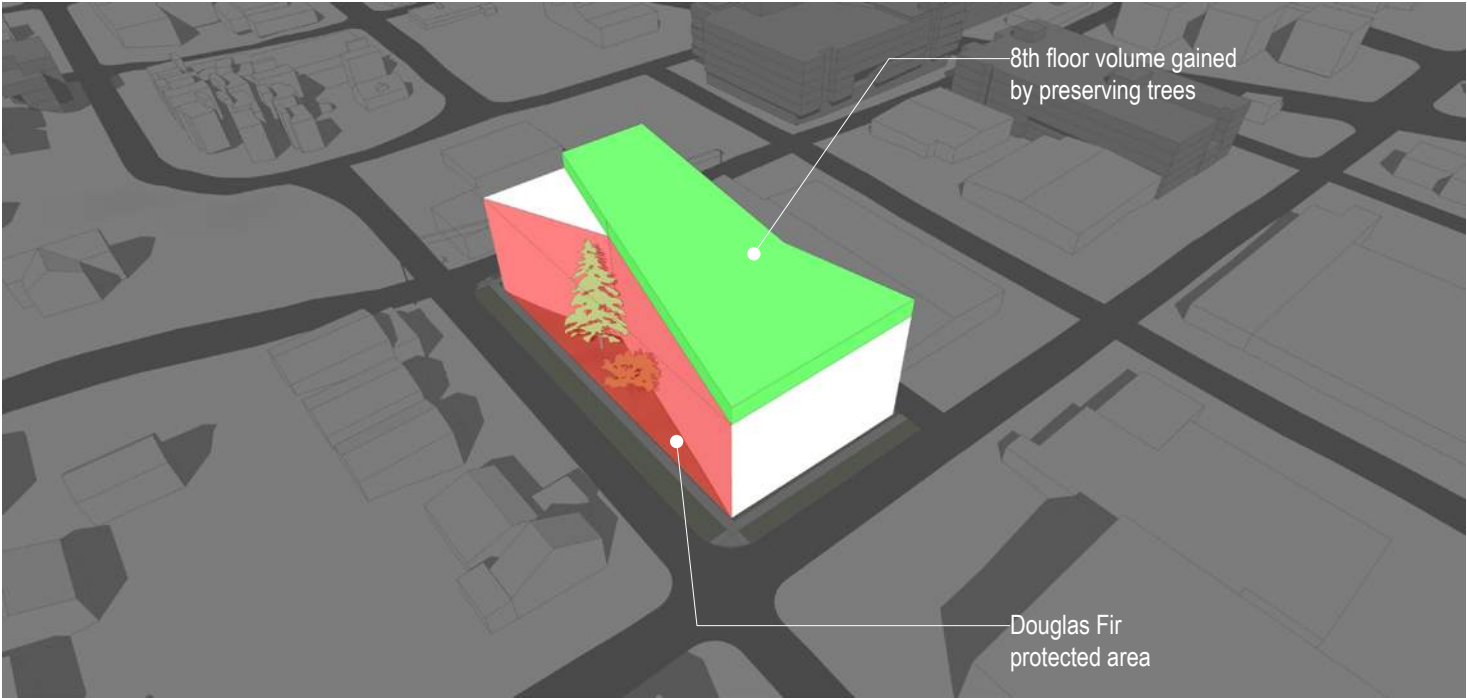 8th floor volume gained
by preserving trees
Douglas Fir
protected area